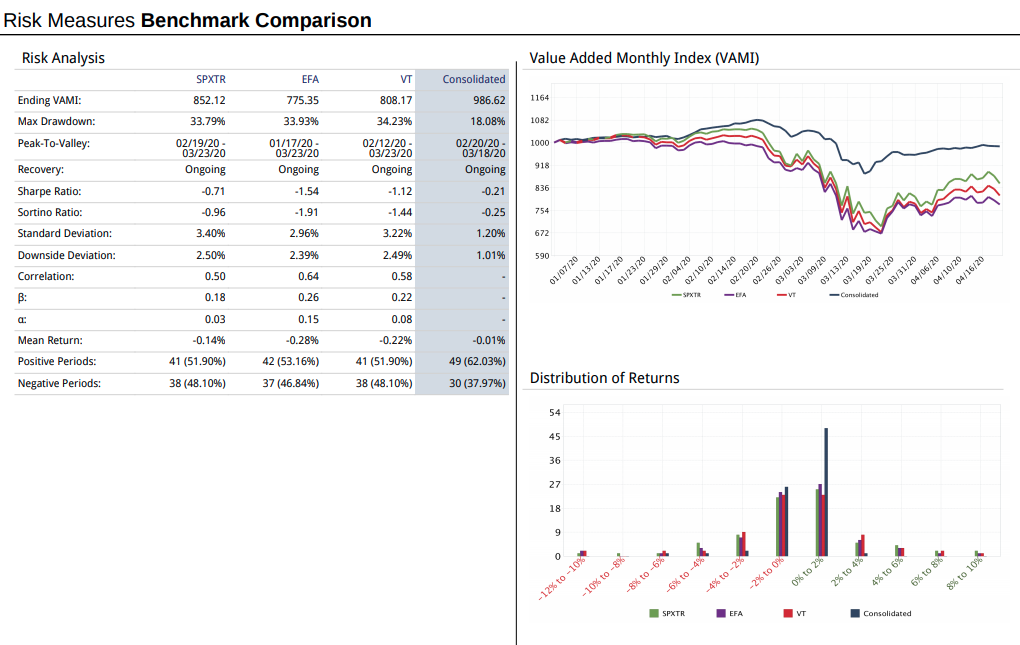 Risk Measures Benchmark Comparison
Risk Analysis
SPXTR EFA VT Consolidated
Ending VAMI: 852.12 775.35 808.17 986.62
Max Drawdown: 33.79% 33.93% 34.23% 18.08%
Peak-To-Valley: 02/19/20 - 03/23/20 01/17/20 - 03/23/20 02/12/20 - 03/23/20 02/20/20 - 03/18/20
Recovery: Ongoing Ongoing Ongoing Ongoing
Sharpe Ratio: -0.71 -1.54 -1.12 -0.21
Sortino Ratio: -0.96 -1.91 -1.44 -0.25
Standard Deviation: 3.40% 2.96% 3.22% 1.20%
Downside Deviation: 2.50% 2.39% 2.49% 1.01%
Correlation: 0.50 0.64 0.58 -
β: 0.18 0.26 0.22 -
α: 0.03 0.15 0.08 -
Mean Return: -0.14% -0.28% -0.22% -0.01%
Positive Periods: 41 (51.90%) 42 (53.16%) 41 (51.90%) 49 (62.03%)
Negative Periods: 38 (48.10%) 37 (46.84%) 38 (48.10%) 30 (37.97%)
Value Added Monthly Index (VAMI)
1164
1082
1000
918
836
754
672
590
01/07/20 01/13/20 01/17/20 01/23/20 01/29/20 02/04/20 02/10/20 02/14/20 02/20/20 02/26/20 03/03/20 03/09/20 03/13/20 03/19/20 03/25/20 03/31/20 04/06/20 04/10/20 04/16/20
SPXTR EFA VT Consolidated
Distribution of Returns
54
45
36
27
18
9
0
−12% to −10% −10% to −8% −8% to −6% −6% to −4% −4% to −2% −2% to 0% 0% to 2% 2% to 4% 4% to 6% 6% to 8% 8% to 10%
SPXTR EFA VT Consolidated